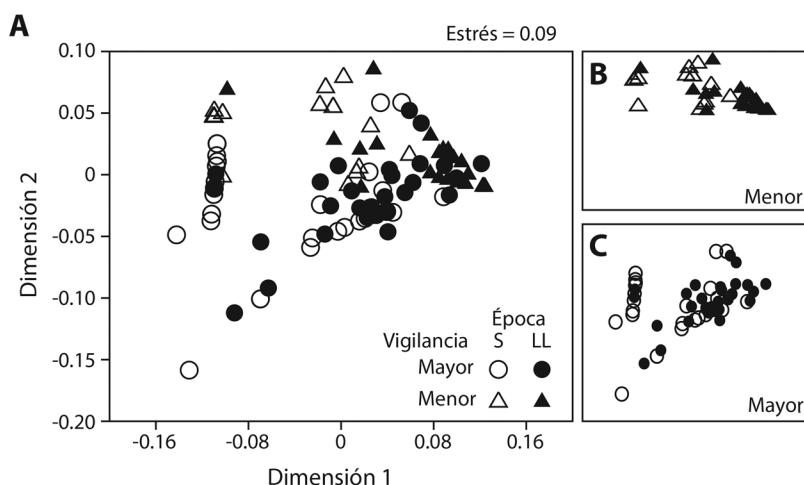 A
Estrés = 0.09
0.10
0.05
0
-0.05
-0.10
-0.15
-0.20
Dimensión 2
-0.16 -0.08 0 0.08 0.16
Dimensión 1
Época
Vigilancia S LL
Mayor
Menor
B
Menor
C
Mayor